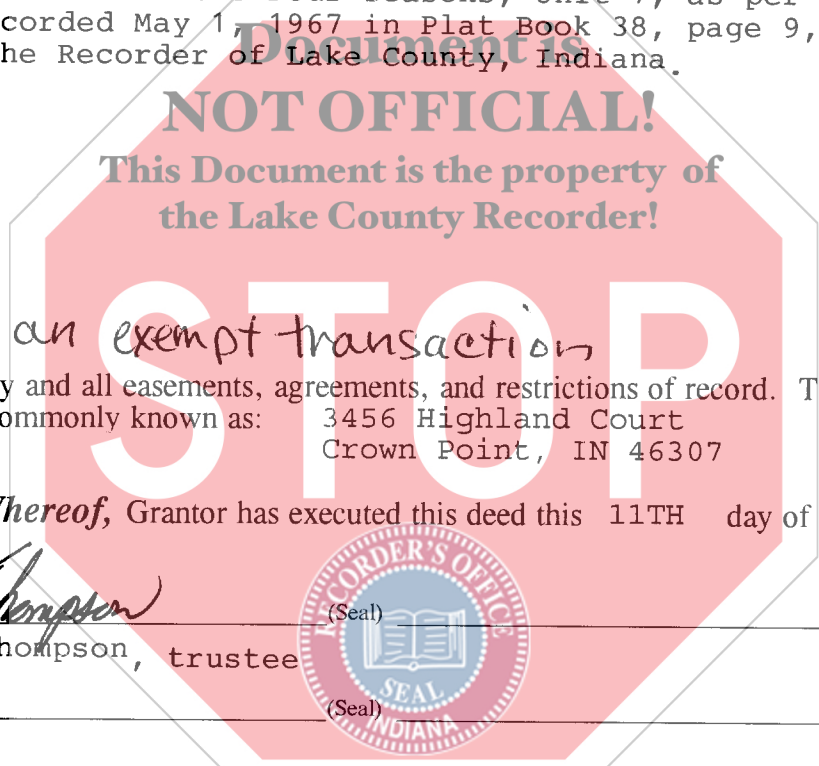 corded May 1, 1967 in Plat Book 38, page 9,
he Recorder of Lake County, Indiana.
Document is
NOT OFFICIAL!
This Document is the property of
the Lake County Recorder!
STOP
an exempt transaction
y and all easements, agreements, and restrictions of record. T
ommonly known as: 3456 Highland Court
Crown Point, IN 46307
Whereof, Grantor has executed this deed this 11TH day of
Thompson
(Seal)
hompson, trustee
(Seal)
RECORDER'S OFFICE
SEAL
INDIANA